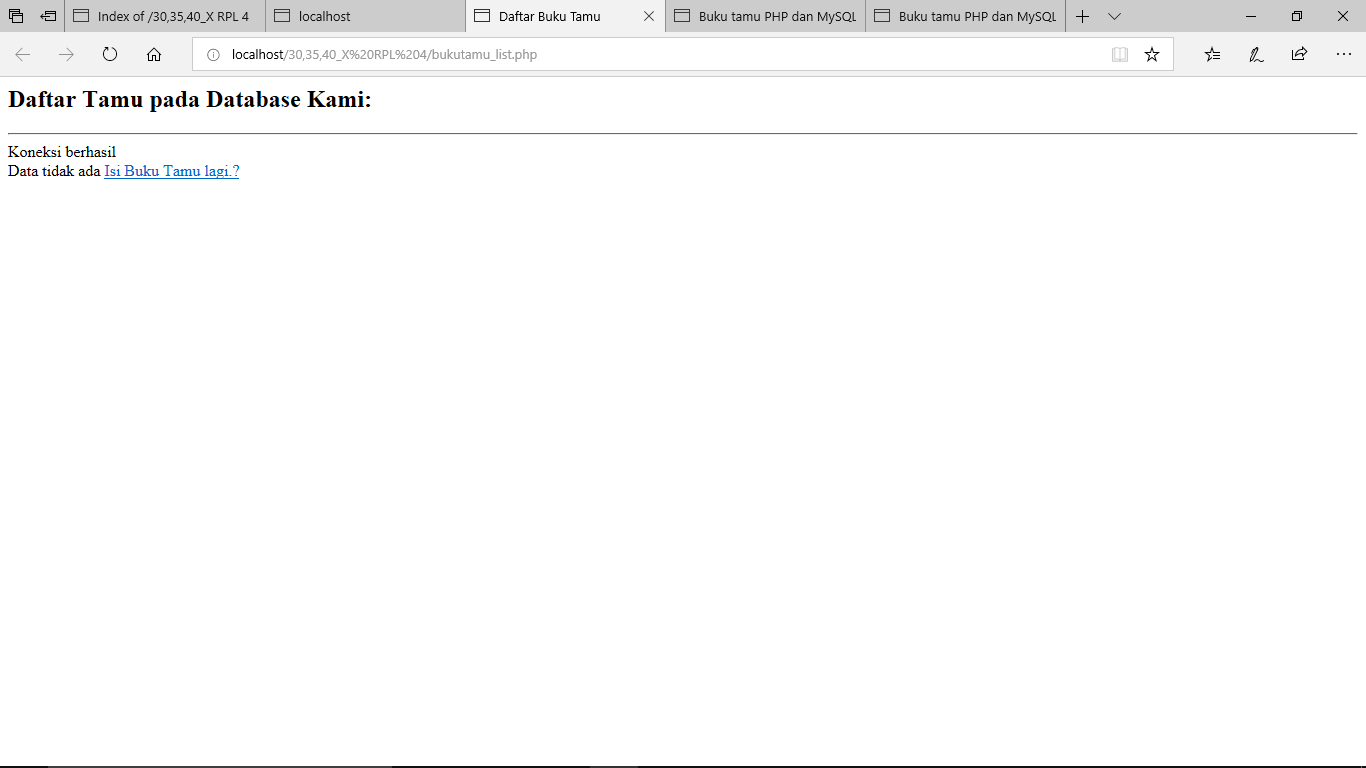 Index of /30,35,40_X RPL 4
localhost
Daftar Buku Tamu
Buku tamu PHP dan MySQL
Buku tamu PHP dan MySQL
localhost/30,35,40_X%20RPL%204/bukutamu_list.php
Daftar Tamu pada Database Kami:
Koneksi berhasil
Data tidak ada Isi Buku Tamu lagi.?